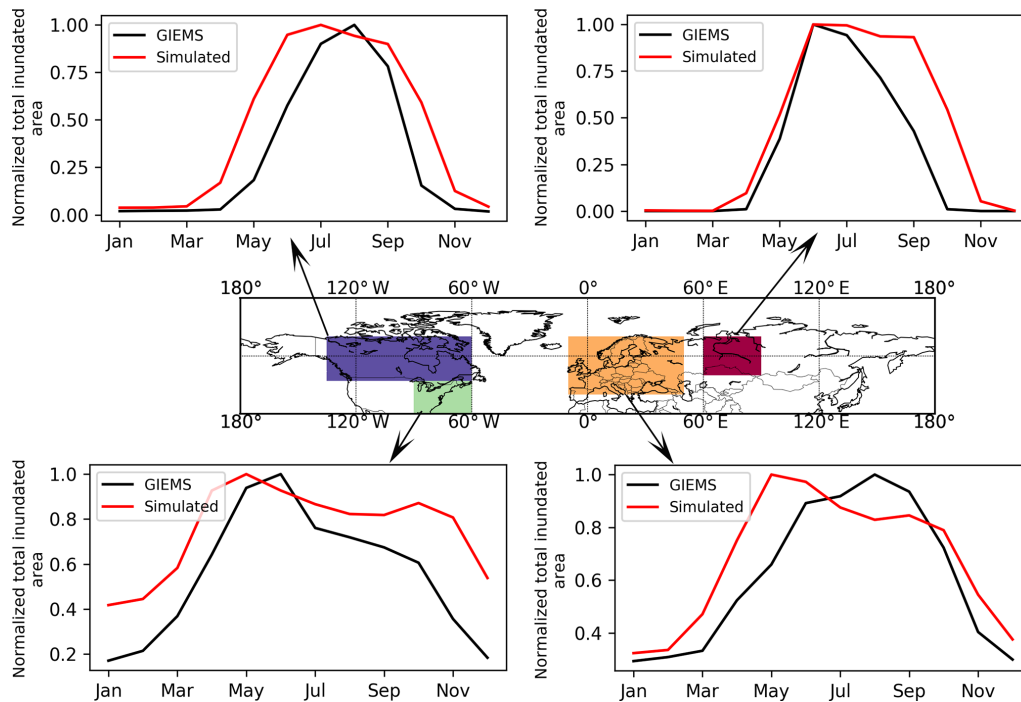 Normalized total inundated
area
1.00
0.75
0.50
0.25
0.00
GIEMS
Simulated
Jan Mar May Jul Sep Nov
Normalized total inundated
area
1.00
0.75
0.50
0.25
0.00
GIEMS
Simulated
Jan Mar May Jul Sep Nov
180° 120° W 60° W 0° 60° E 120° E 180°
180° 120° W 60° W 0° 60° E 120° E 180°
Normalized total inundated
area
1.0
0.8
0.6
0.4
0.2
GIEMS
Simulated
Jan Mar May Jul Sep Nov
Normalized total inundated
area
1.0
0.8
0.6
0.4
GIEMS
Simulated
Jan Mar May Jul Sep Nov